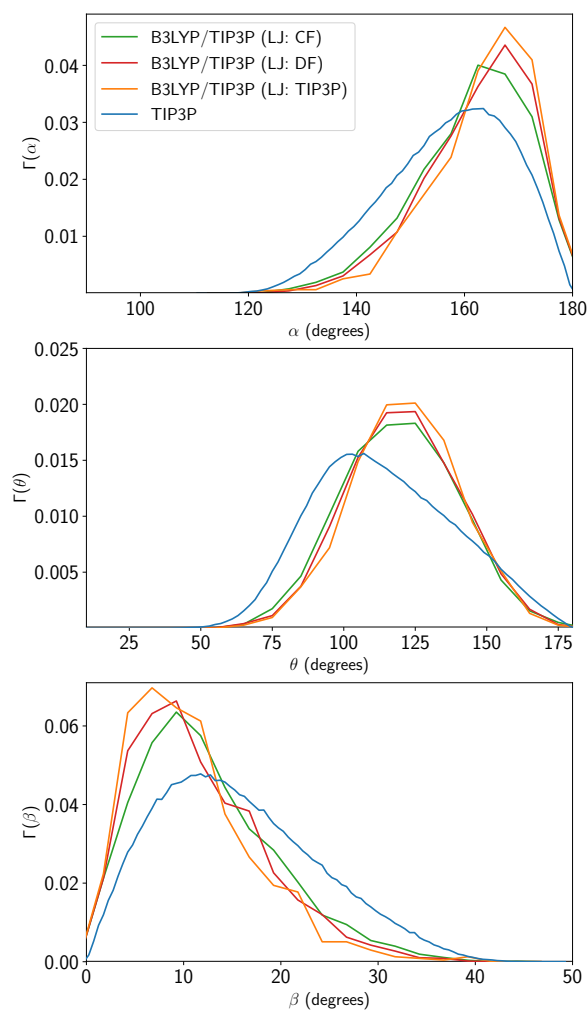 B3LYP/TIP3P (LJ: CF)
B3LYP/TIP3P (LJ: DF)
B3LYP/TIP3P (LJ: TIP3P)
TIP3P
0.04
0.03
0.02
0.01
Γ(α)
100 120 140 160 180
α (degrees)
0.025
0.020
0.015
0.010
0.005
Γ(θ)
25 50 75 100 125 150 175
θ (degrees)
0.06
0.04
0.02
0.00
Γ(β)
0 10 20 30 40 50
β (degrees)